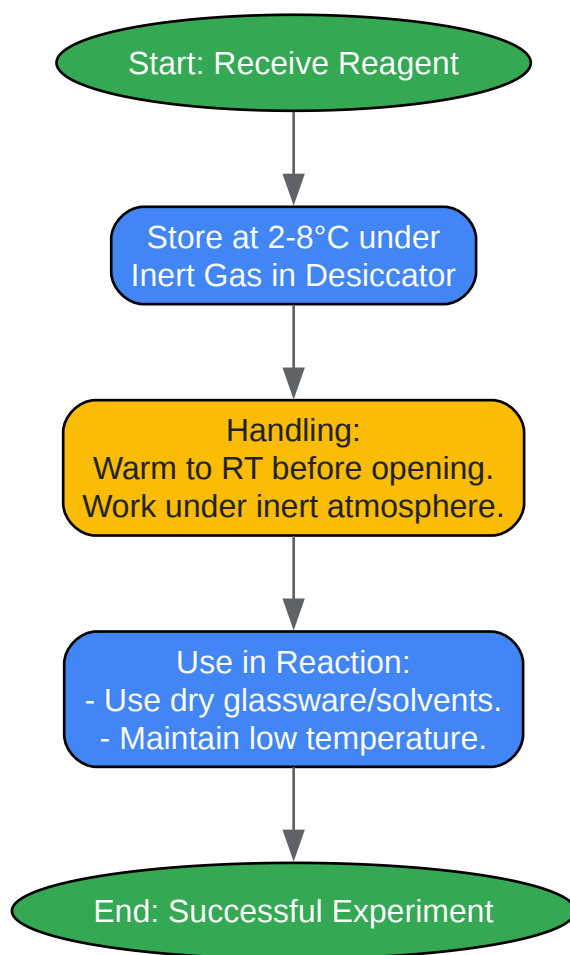 Start: Receive Reagent
Store at 2-8°C under
Inert Gas in Desiccator
Handling:
Warm to RT before opening.
Work under inert atmosphere.
Use in Reaction:
- Use dry glassware/solvents.
- Maintain low temperature.
End: Successful Experiment